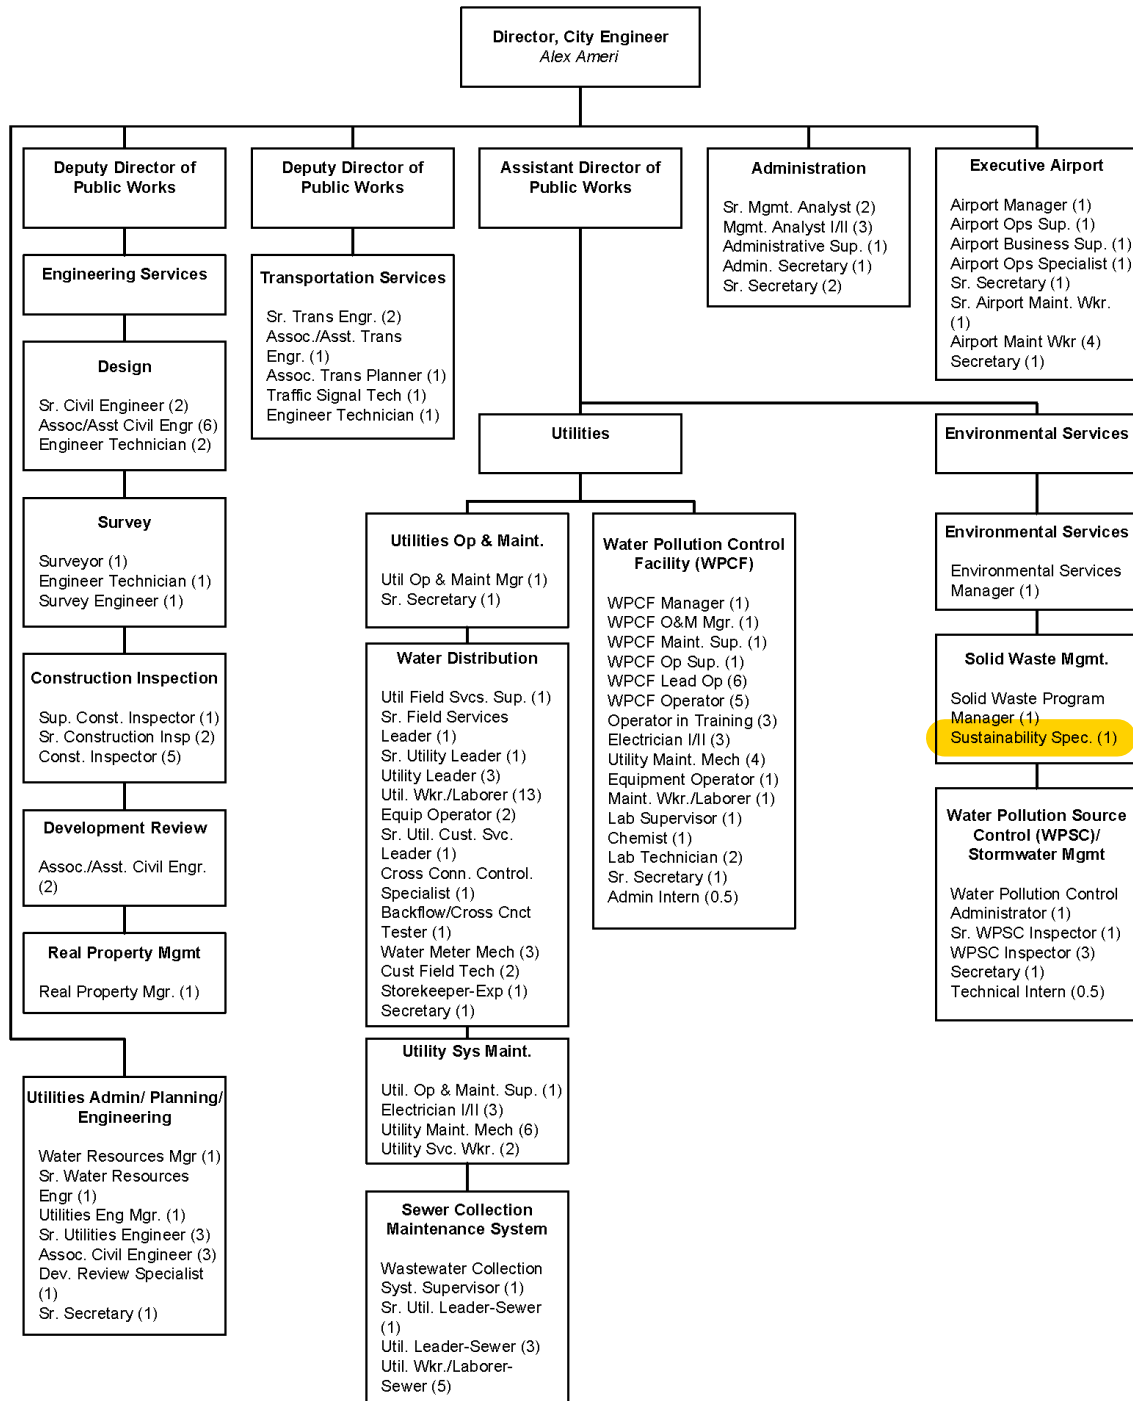 Director, City Engineer
Alex Ameri
Deputy Director of
Public Works
Deputy Director of
Public Works
Assistant Director of
Public Works
Administration
Sr. Mgmt. Analyst (2)
Mgmt. Analyst I/II (3)
Administrative Sup. (1)
Admin. Secretary (1)
Sr. Secretary (2)
Executive Airport
Airport Manager (1)
Airport Ops Sup. (1)
Airport Business Sup. (1)
Airport Ops Specialist (1)
Sr. Secretary (1)
Sr. Airport Maint. Wkr.
(1)
Airport Maint Wkr (4)
Secretary (1)
Engineering Services
Transportation Services
Sr. Trans Engr. (2)
Assoc./Asst. Trans
Engr. (1)
Assoc. Trans Planner (1)
Traffic Signal Tech (1)
Engineer Technician (1)
Design
Sr. Civil Engineer (2)
Assoc/Asst Civil Engr (6)
Engineer Technician (2)
Survey
Surveyor (1)
Engineer Technician (1)
Survey Engineer (1)
Construction Inspection
Sup. Const. Inspector (1)
Sr. Construction Insp (2)
Const. Inspector (5)
Development Review
Assoc./Asst. Civil Engr.
(2)
Real Property Mgmt
Real Property Mgr. (1)
Utilities Admin/ Planning/
Engineering
Water Resources Mgr (1)
Sr. Water Resources
Engr (1)
Utilities Eng Mgr. (1)
Sr. Utilities Engineer (3)
Assoc. Civil Engineer (3)
Dev. Review Specialist
(1)
Sr. Secretary (1)
Utilities
Utilities Op & Maint.
Util Op & Maint Mgr (1)
Sr. Secretary (1)
Water Distribution
Util Field Svcs. Sup. (1)
Sr. Field Services
Leader (1)
Sr. Utility Leader (1)
Utility Leader (3)
Util. Wkr./Laborer (13)
Equip Operator (2)
Sr. Util. Cust. Svc.
Leader (1)
Cross Conn. Control.
Specialist (1)
Backflow/Cross Cnct
Tester (1)
Water Meter Mech (3)
Cust Field Tech (2)
Storekeeper-Exp (1)
Secretary (1)
Utility Sys Maint.
Util. Op & Maint. Sup. (1)
Electrician I/II (3)
Utility Maint. Mech (6)
Utility Svc. Wkr. (2)
Sewer Collection
Maintenance System
Wastewater Collection
Syst. Supervisor (1)
Sr. Util. Leader-Sewer
(1)
Util. Leader-Sewer (3)
Util. Wkr./Laborer-
Sewer (5)
Water Pollution Control
Facility (WPCF)
WPCF Manager (1)
WPCF O&M Mgr. (1)
WPCF Maint. Sup. (1)
WPCF Op Sup. (1)
WPCF Lead Op (6)
WPCF Operator (5)
Operator in Training (3)
Electrician I/II (3)
Utility Maint. Mech (4)
Equipment Operator (1)
Maint. Wkr./Laborer (1)
Lab Supervisor (1)
Chemist (1)
Lab Technician (2)
Sr. Secretary (1)
Admin Intern (0.5)
Environmental Services
Environmental Services
Environmental Services
Manager (1)
Solid Waste Mgmt.
Solid Waste Program
Manager (1)
Sustainability Spec. (1)
Water Pollution Source
Control (WPSC)/
Stormwater Mgmt
Water Pollution Control
Administrator (1)
Sr. WPSC Inspector (1)
WPSC Inspector (3)
Secretary (1)
Technical Intern (0.5)